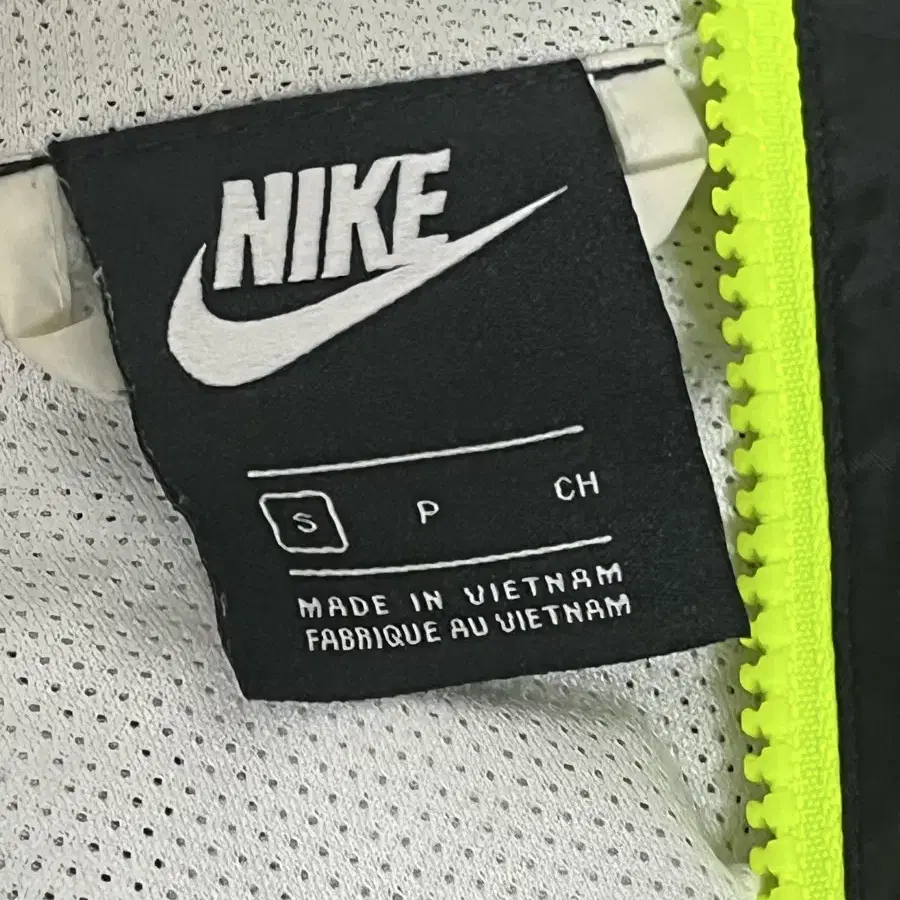 NIKE
S P CH
MADE IN VIETNAM
FABRIQUE AU VIETNAM